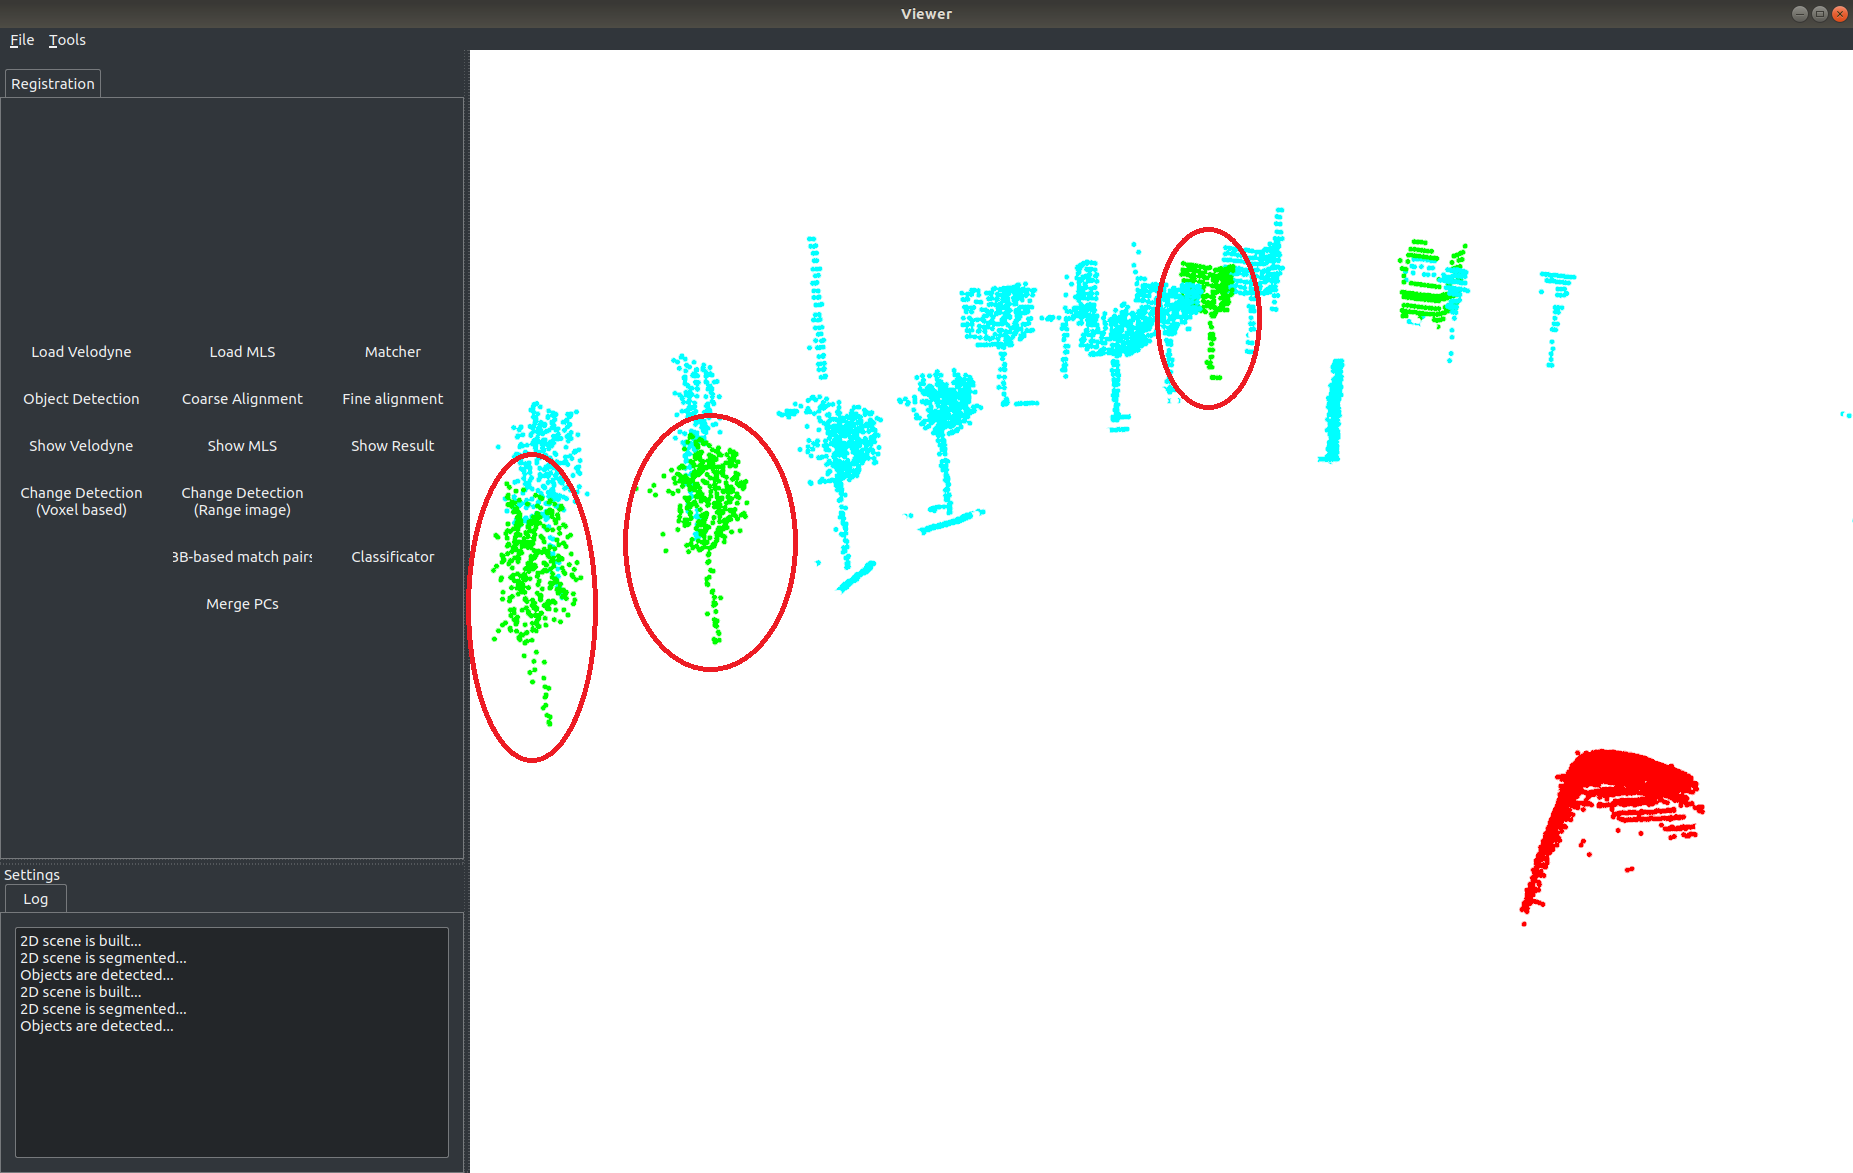 Viewer
File Tools
Registration
Load Velodyne Load MLS Matcher
Object Detection Coarse Alignment Fine alignment
Show Velodyne Show MLS Show Result
Change Detection Change Detection
(Voxel based) (Range image)
3B-based match pairs Classificator
Merge PCs
Settings
Log
2D scene is built...
2D scene is segmented...
Objects are detected...
2D scene is built...
2D scene is segmented...
Objects are detected...